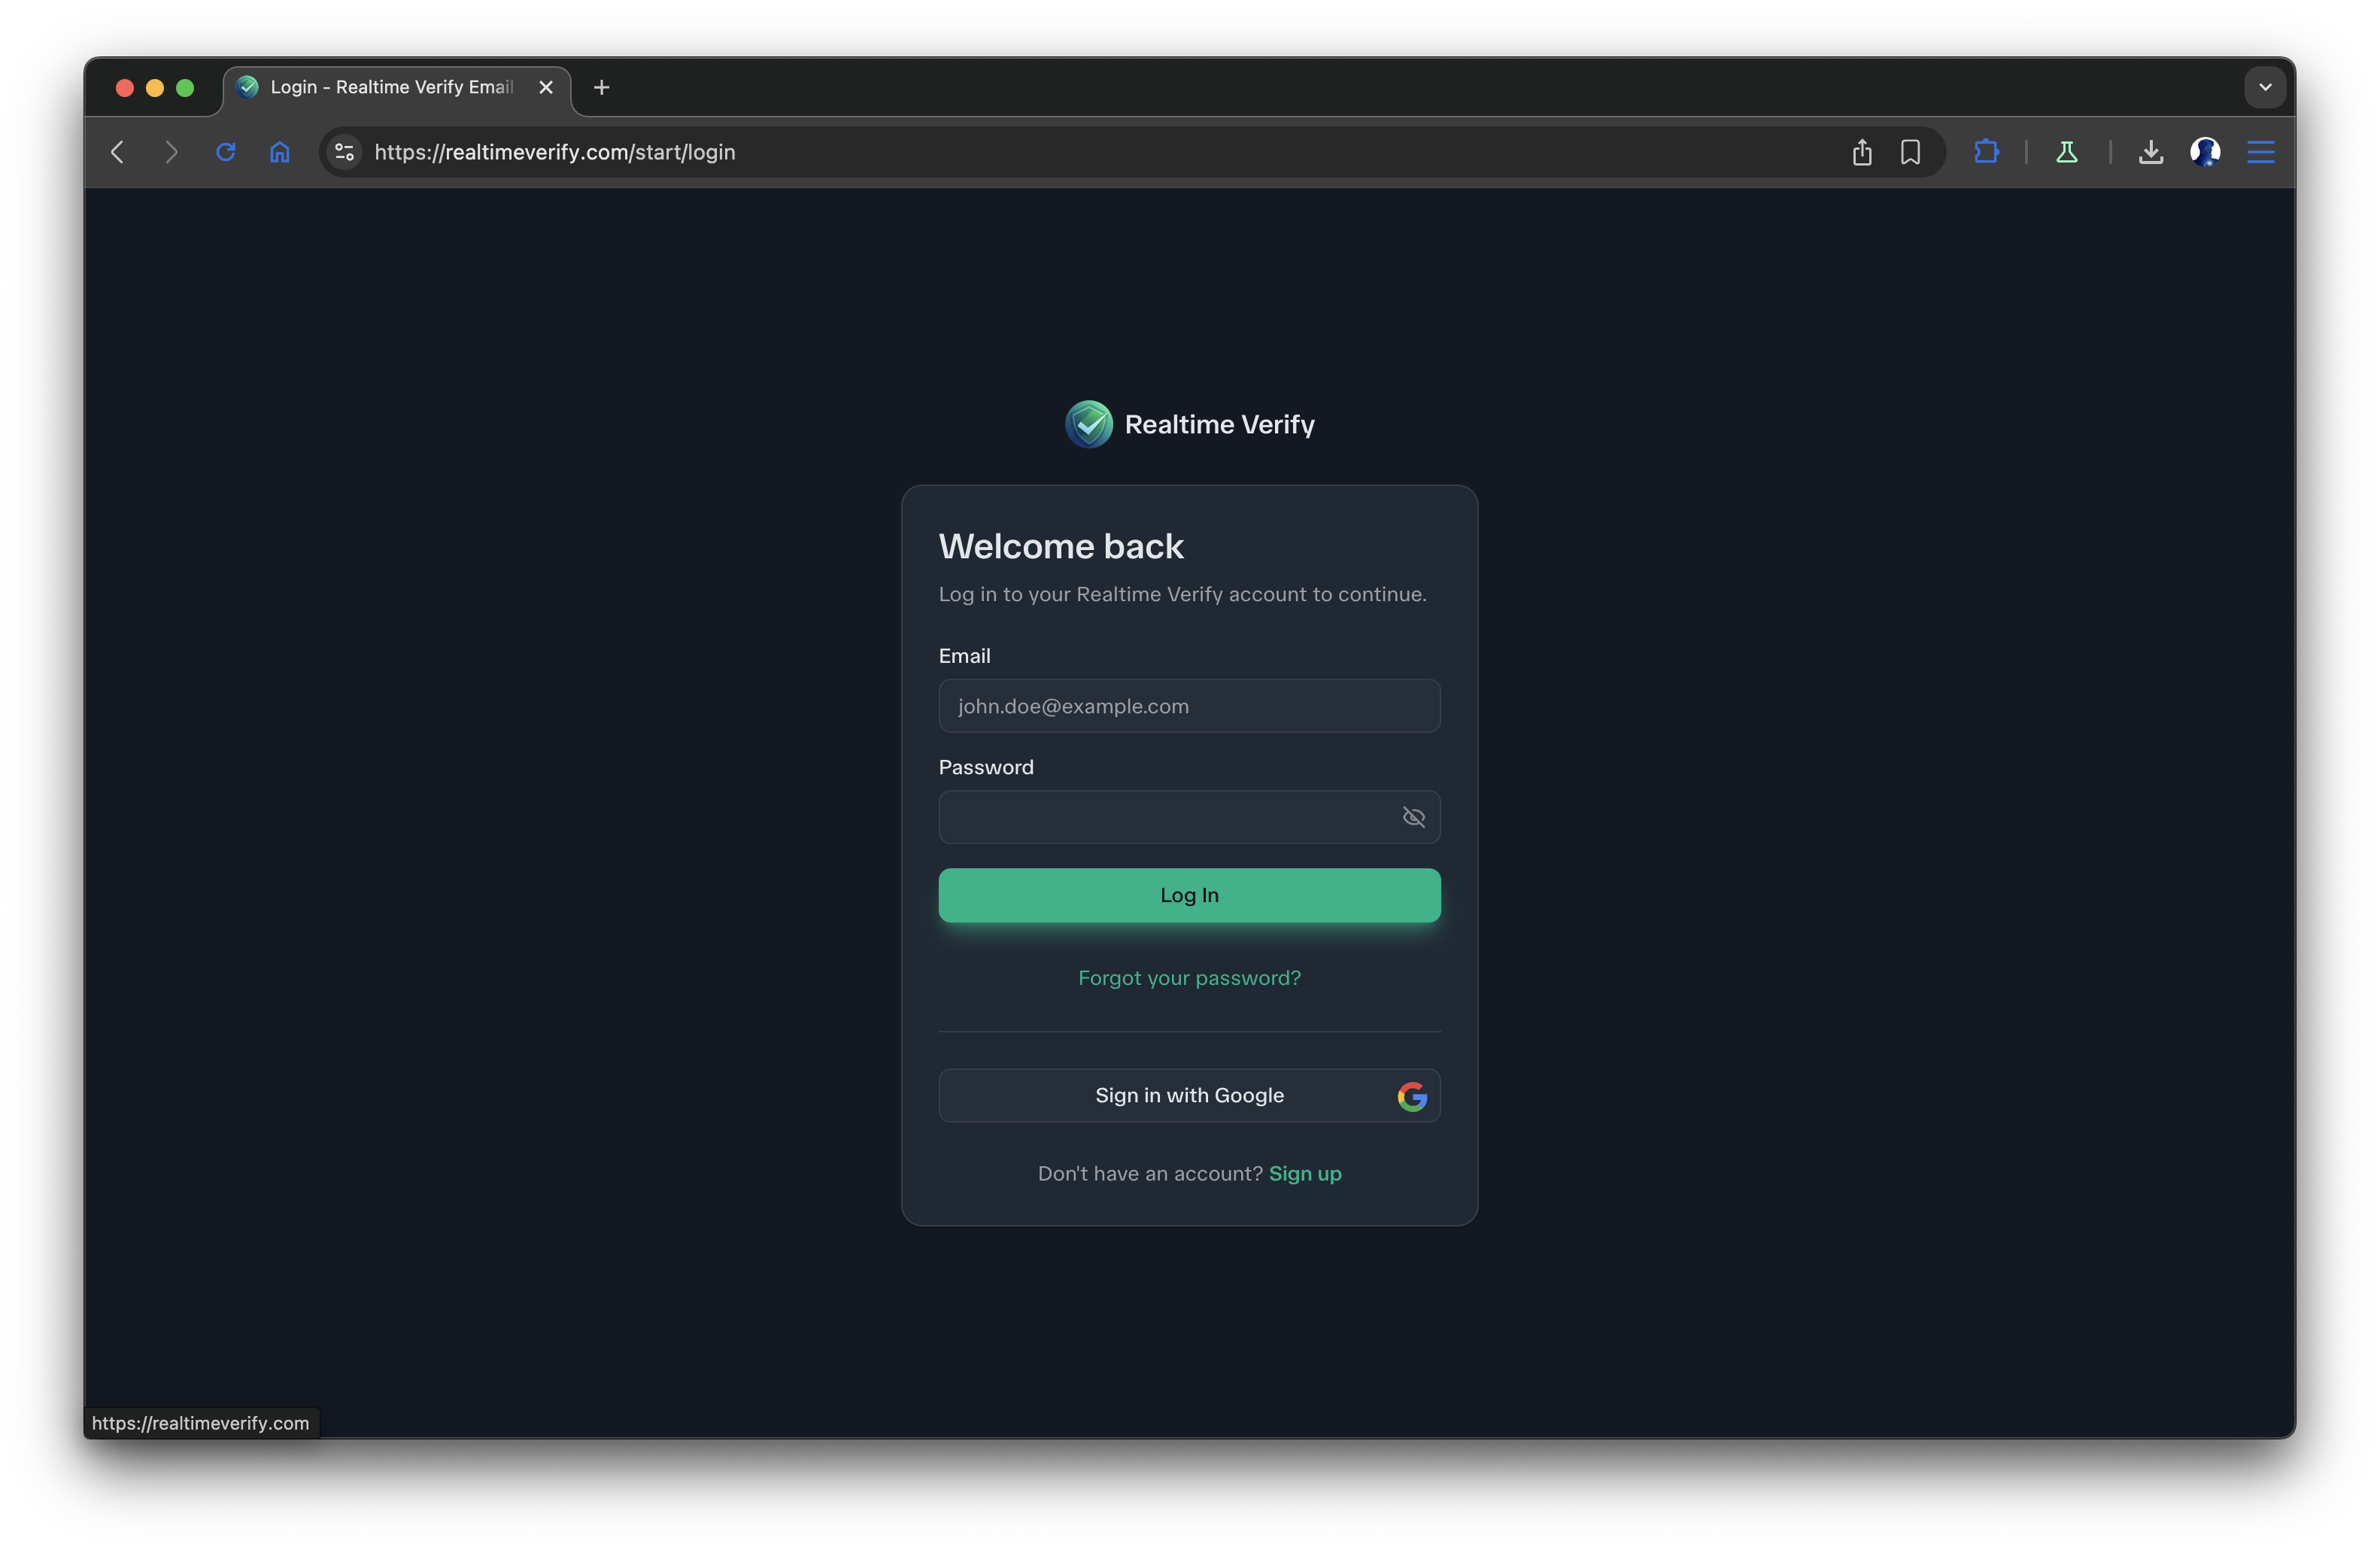 Login - Realtime Verify Email
https://realtimeverify.com/start/login
Realtime Verify
Welcome back
Log in to your Realtime Verify account to continue.
Email
john.doe@example.com
Password
Log In
Forgot your password?
Sign in with Google
Don't have an account? Sign up
https://realtimeverify.com